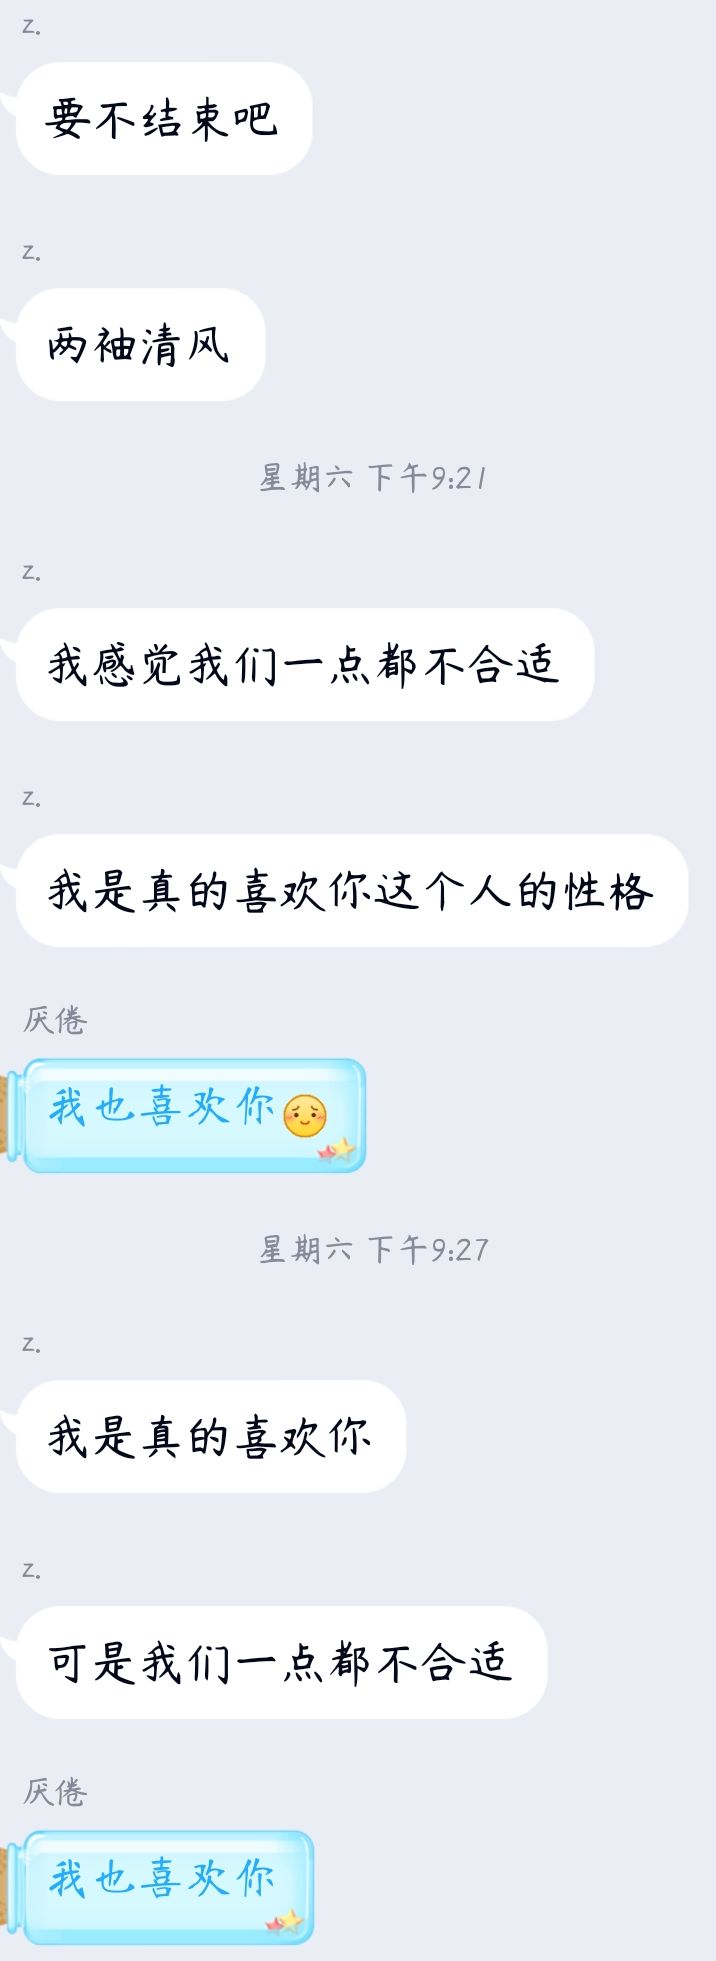 z.
要不结束吧
z.
两袖清风
星期六 下午9:21
z.
我感觉我们一点都不合适
z.
我是真的喜欢你这个人的性格
厌倦
我也喜欢你
星期六 下午9:27
z.
我是真的喜欢你
z.
可是我们一点都不合适
厌倦
我也喜欢你